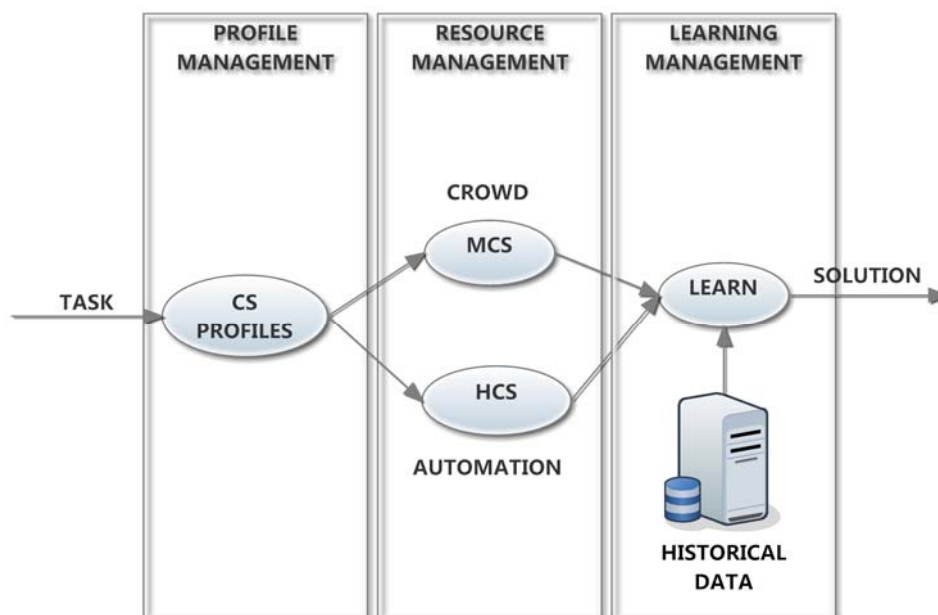 PROFILE
MANAGEMENT
RESOURCE
MANAGEMENT
LEARNING
MANAGEMENT
CROWD
MCS
TASK
CS
PROFILES
LEARN
SOLUTION
HCS
AUTOMATION
HISTORICAL
DATA